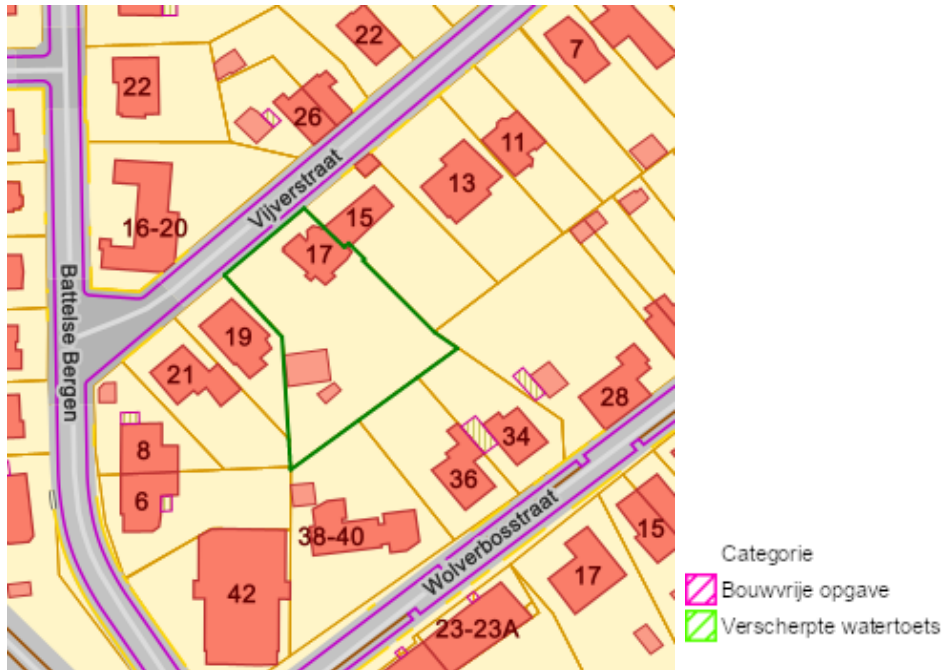 22
7
22
26
11
Vijverstraat
13
15
16-20
17
Battelse Bergen
19
21
28
8
34
36
6
38-40
Wolverbosstraat
15
17
42
23-23A
Categorie
Bouwvrije opgave
Verscherpte watertoets